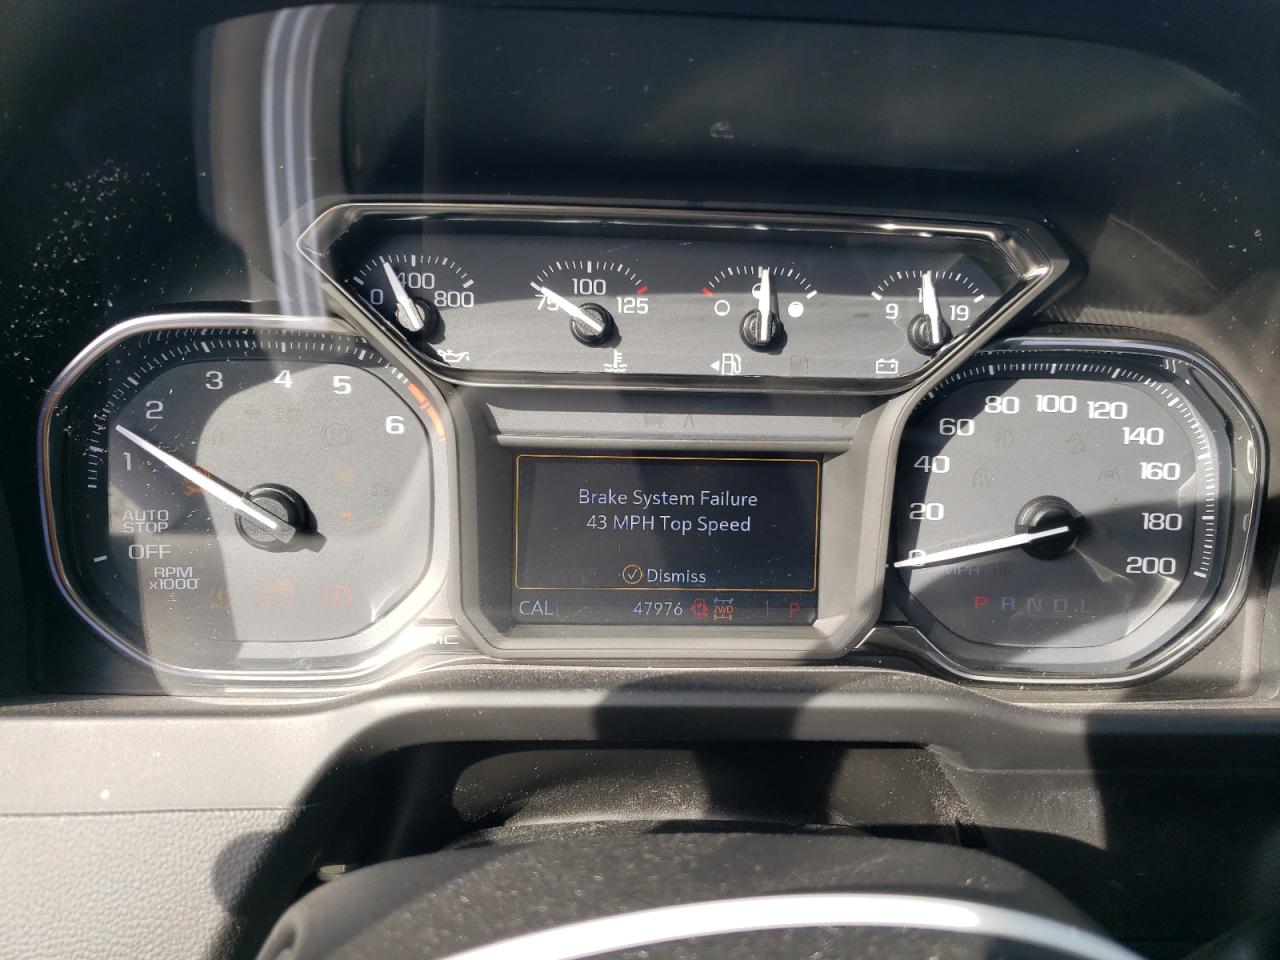 0 400 800
75 100 125
9 19
1 2 3 4 5 6
AUTO
STOP
OFF
RPM
x1000
Brake System Failure
43 MPH Top Speed
Dismiss
CAL 47976 2WD P
0 20 40 60 80 100 120 140 160 180 200
MPH
P R N D L